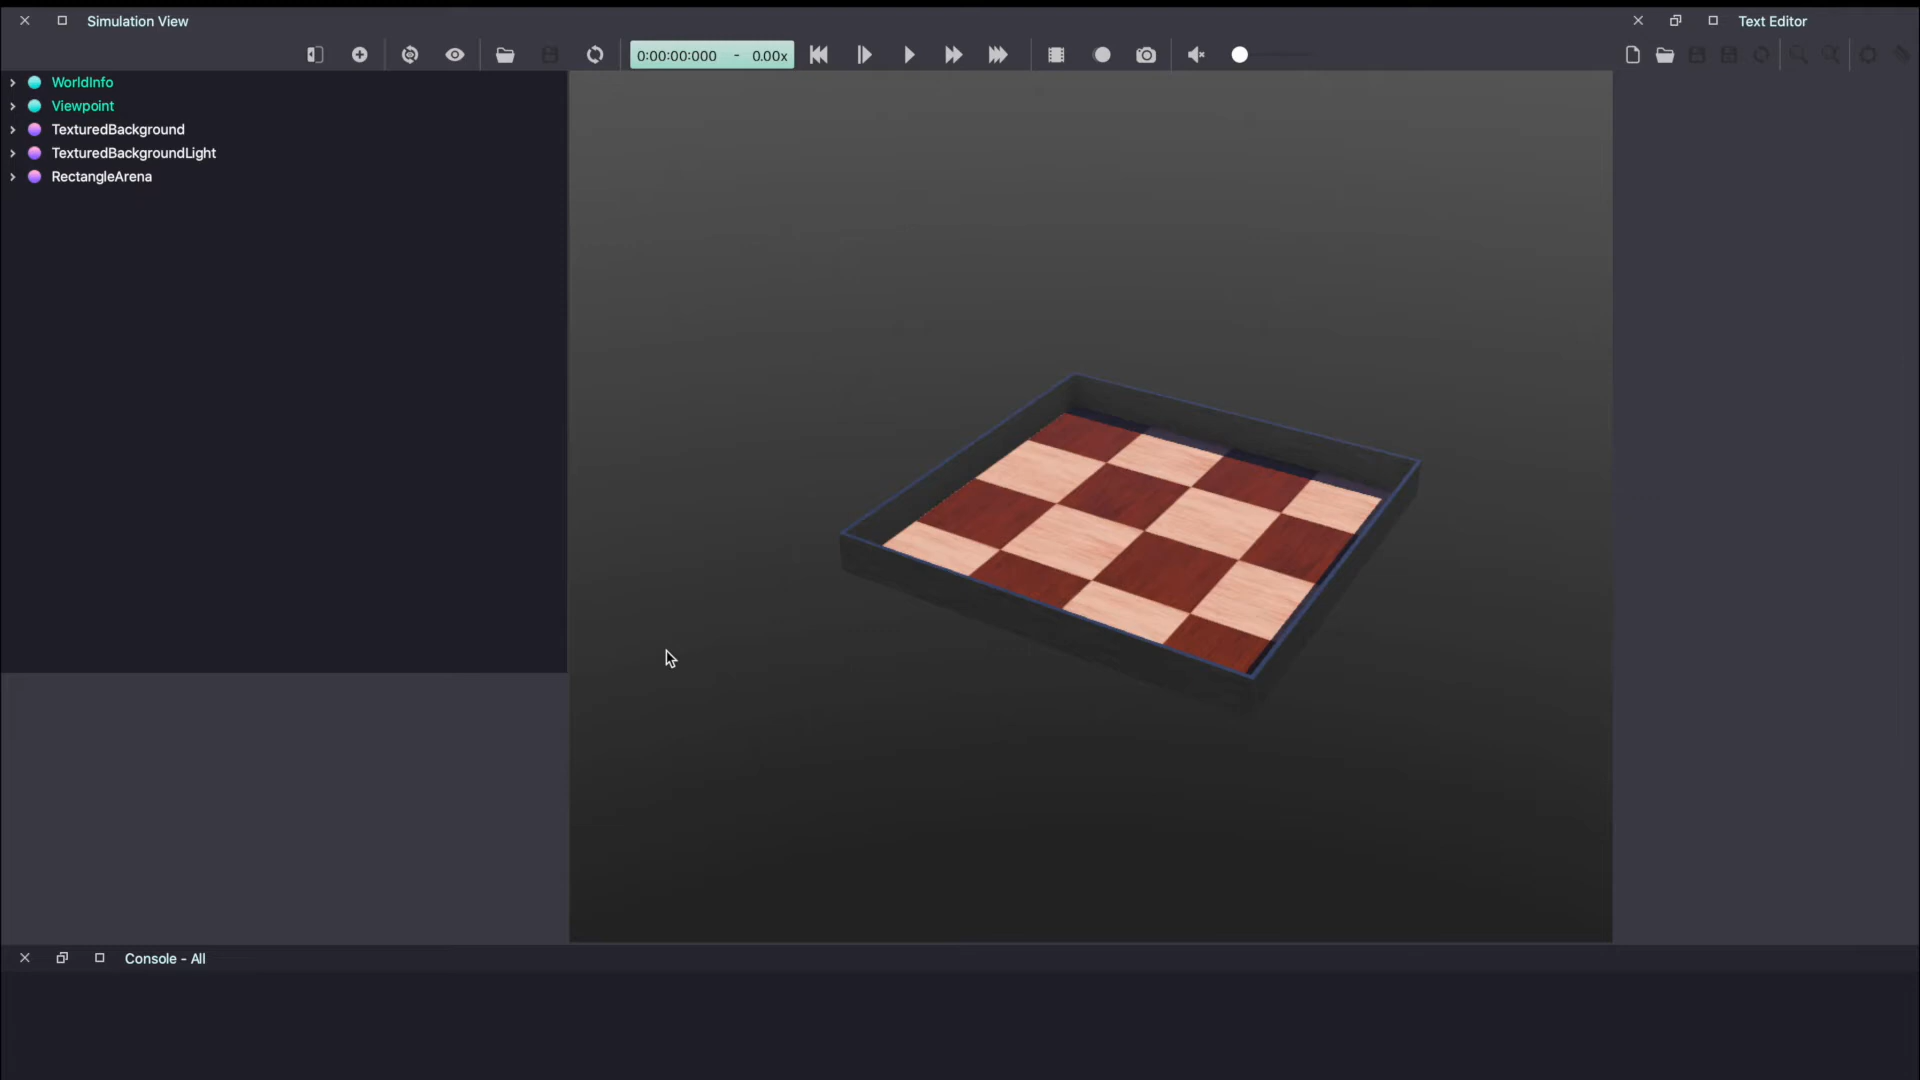 Simulation View
Text Editor
0:00:00:000 - 0.00x
WorldInfo
Viewpoint
TexturedBackground
TexturedBackgroundLight
RectangleArena
Console - All